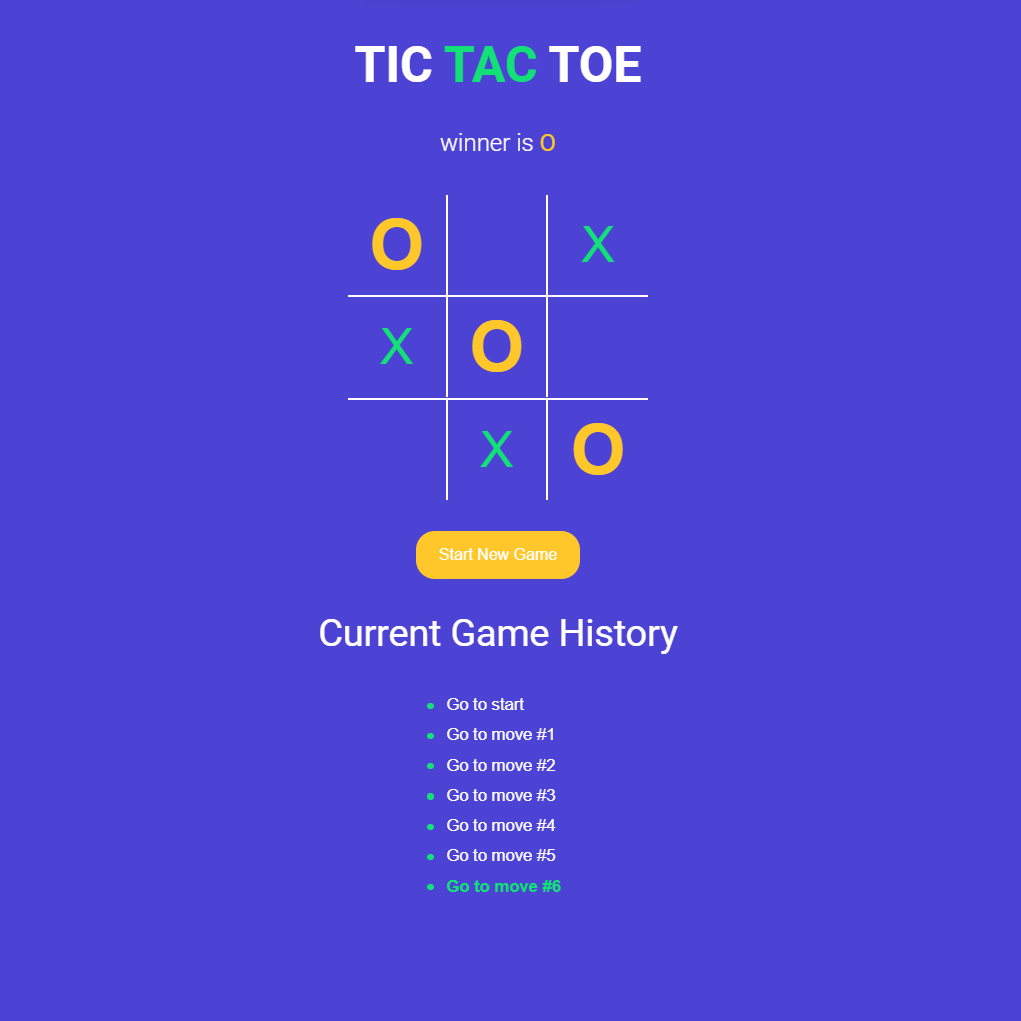 TIC TAC TOE
winner is O
O X
X O
X O
Start New Game
Current Game History
Go to start
Go to move #1
Go to move #2
Go to move #3
Go to move #4
Go to move #5
Go to move #6